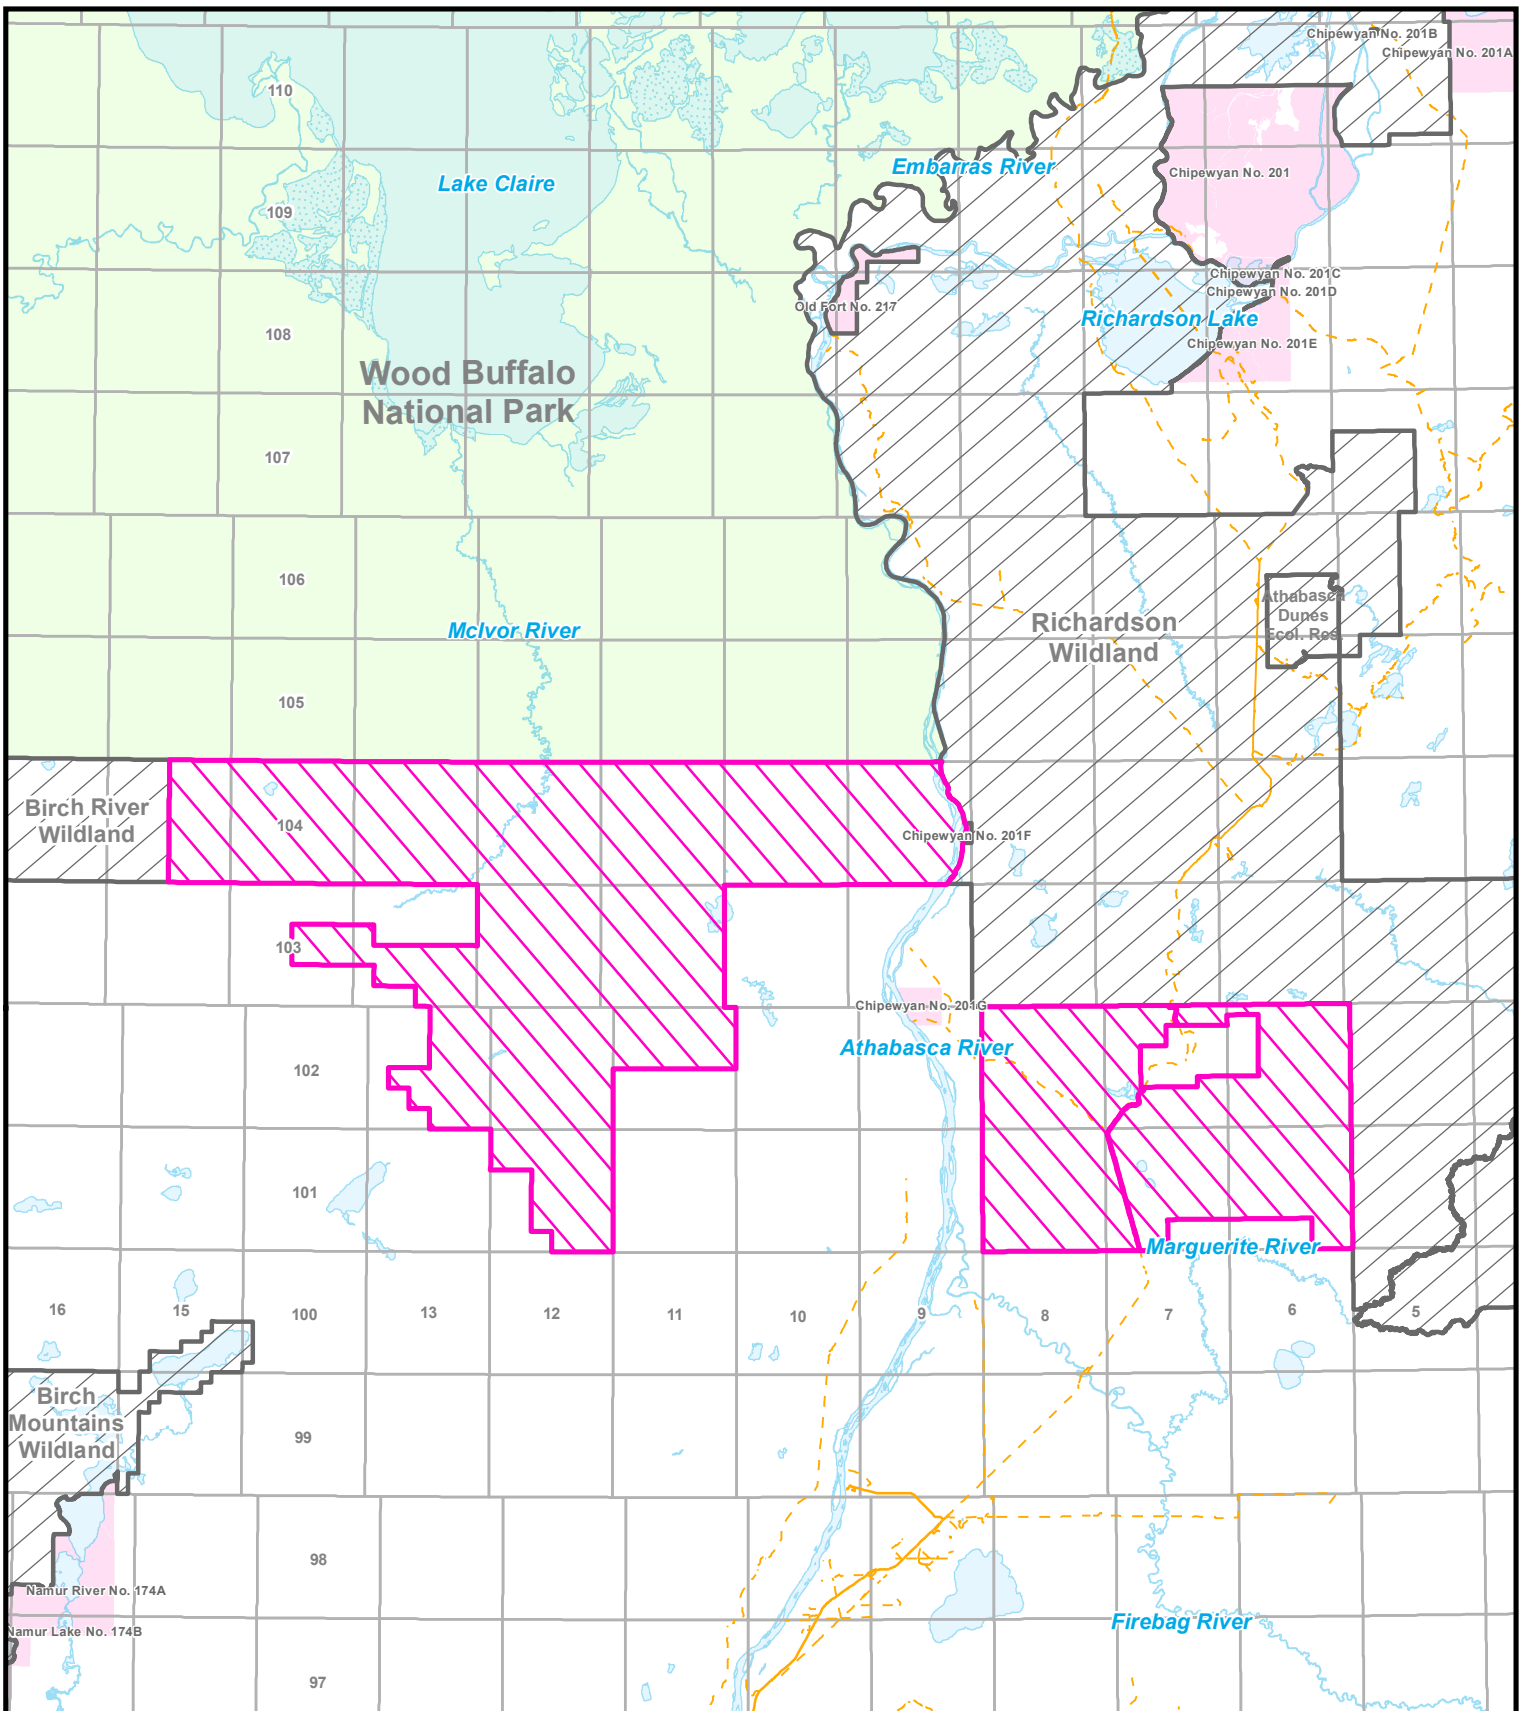 Chipewyan No. 201B
Chipewyan No. 201A
110
Embarras River
Chipewyan No. 201
Lake Claire
109
Chipewyan No. 201C
Chipewyan No. 201D
Old Fort No. 217
Richardson Lake
108
Chipewyan No. 201E
Wood Buffalo
National Park
107
106
Athabasca
Dunes
Ecol. Res.
Richardson
Wildland
McIvor River
105
Birch River
Wildland
104
Chipewyan No. 201F
103
Chipewyan No. 201G
Athabasca River
102
101
Marguerite River
16
15
100
13
12
11
10
9
8
7
6
5
Birch
Mountains
Wildland
99
98
Namur River No. 174A
Firebag River
Namur Lake No. 174B
97